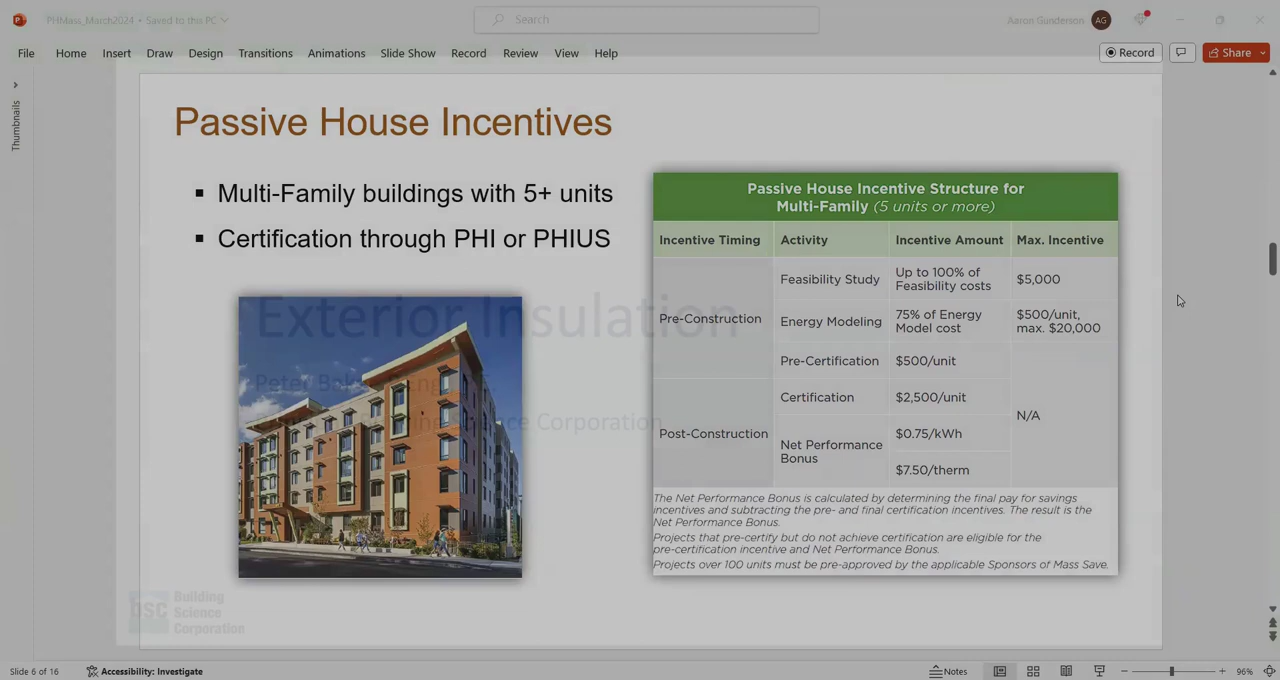 PHMass_March2024 • Saved to this PC
Search
Aaron Gunderson
AG
File Home Insert Draw Design Transitions Animations Slide Show Record Review View Help
Record
Share
Thumbnails
Passive House Incentives
▪ Multi-Family buildings with 5+ units
▪ Certification through PHI or PHIUS
Exterior Insulation
Peter Baker
Science Corporation
bsc
Building
Science
Corporation
Passive House Incentive Structure for
Multi-Family (5 units or more)
Incentive Timing Activity Incentive Amount Max. Incentive
Pre-Construction
Feasibility Study
Up to 100% of
Feasibility costs
$5,000
Energy Modeling
75% of Energy
Model cost
$500/unit,
max. $20,000
Pre-Certification
$500/unit
Post-Construction
Certification
$2,500/unit
N/A
Net Performance
Bonus
$0.75/kWh
$7.50/therm
The Net Performance Bonus is calculated by determining the final pay for savings
incentives and subtracting the pre- and final certification incentives. The result is the
Net Performance Bonus.
Projects that pre-certify but do not achieve certification are eligible for the
pre-certification incentive and Net Performance Bonus.
Projects over 100 units must be pre-approved by the applicable Sponsors of Mass Save.
Slide 6 of 16
Accessibility: Investigate
Notes
96%